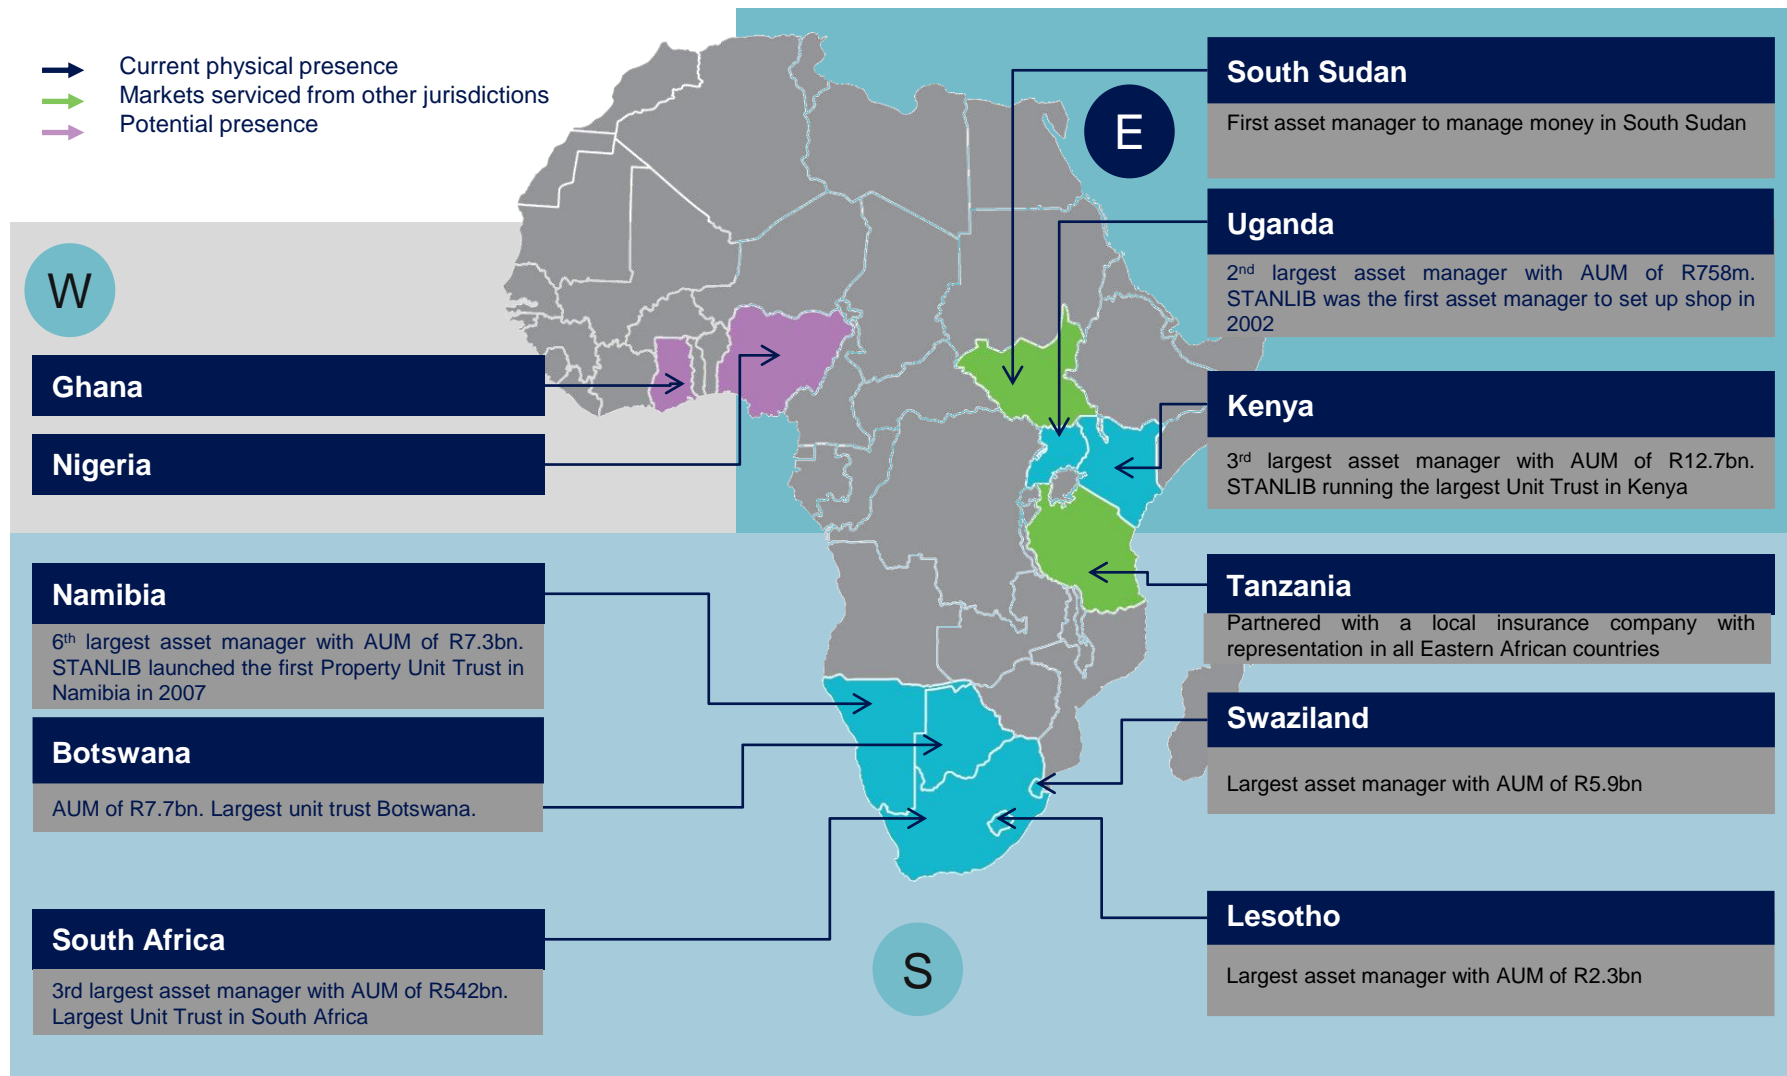 Current physical presence
Markets serviced from other jurisdictions
Potential presence
E
South Sudan
First asset manager to manage money in South Sudan
Uganda
2nd largest asset manager with AUM of R758m.
STANLIB was the first asset manager to set up shop in
2002
Kenya
3rd largest asset manager with AUM of R12.7bn.
STANLIB running the largest Unit Trust in Kenya
W
Ghana
Nigeria
Namibia
6th largest asset manager with AUM of R7.3bn.
STANLIB launched the first Property Unit Trust in
Namibia in 2007
Botswana
AUM of R7.7bn. Largest unit trust Botswana.
South Africa
3rd largest asset manager with AUM of R542bn.
Largest Unit Trust in South Africa
Tanzania
Partnered with a local insurance company with
representation in all Eastern African countries
Swaziland
Largest asset manager with AUM of R5.9bn
Lesotho
Largest asset manager with AUM of R2.3bn
S